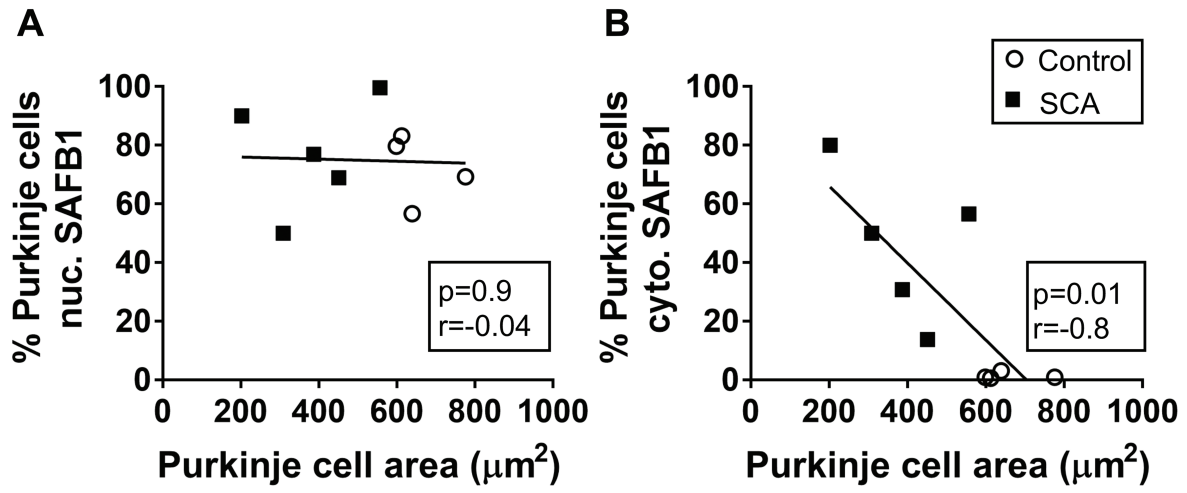 A
% Purkinje cells
nuc. SAFB1
100
80
60
40
20
0
p=0.9
r=-0.04
0 200 400 600 800 1000
Purkinje cell area (μm²)
B
Control
SCA
% Purkinje cells
cyto. SAFB1
100
80
60
40
20
0
p=0.01
r=-0.8
0 200 400 600 800 1000
Purkinje cell area (μm²)